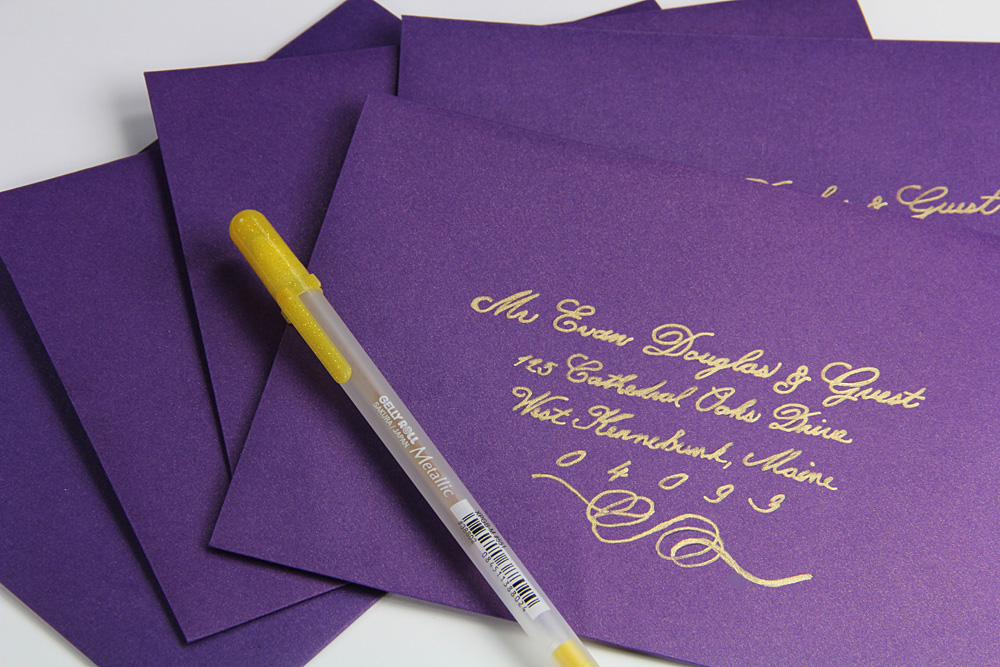 & Guest
Mr Evan Douglas & Guest
125 Cathedral Oaks Drive
West Kennebunk, Maine
0 4 0 9 3
GELLY ROLL Metallic
SAKURA/JAPAN